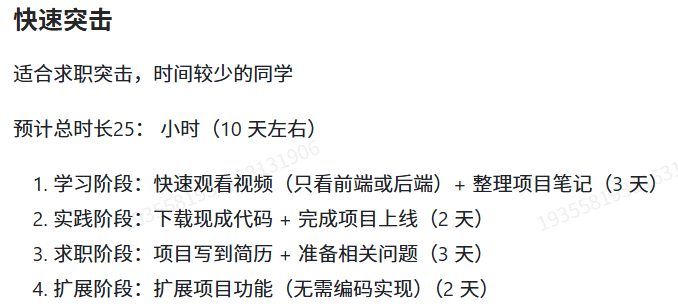 快速突击
适合求职突击，时间较少的同学
预计总时长25： 小时（10 天左右）
1. 学习阶段：快速观看视频（只看前端或后端）+ 整理项目笔记（3 天）
2. 实践阶段：下载现成代码 + 完成项目上线（2 天）
3. 求职阶段：项目写到简历 + 准备相关问题（3 天）
4. 扩展阶段：扩展项目功能（无需编码实现）（2 天）